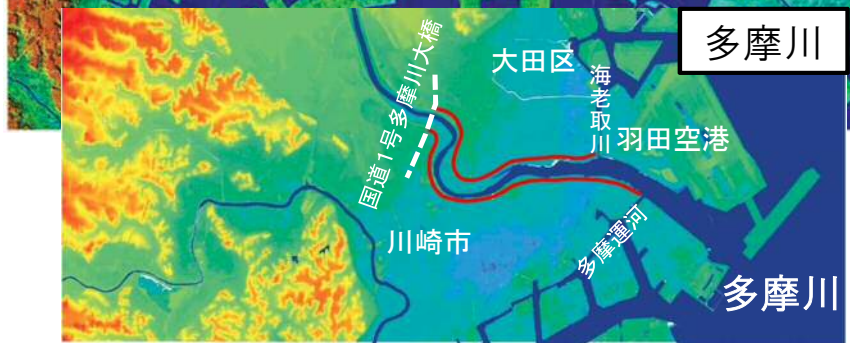 多摩川
大田区
海老取川
羽田空港
国道1号多摩川大橋
川崎市
多摩運河
多摩川